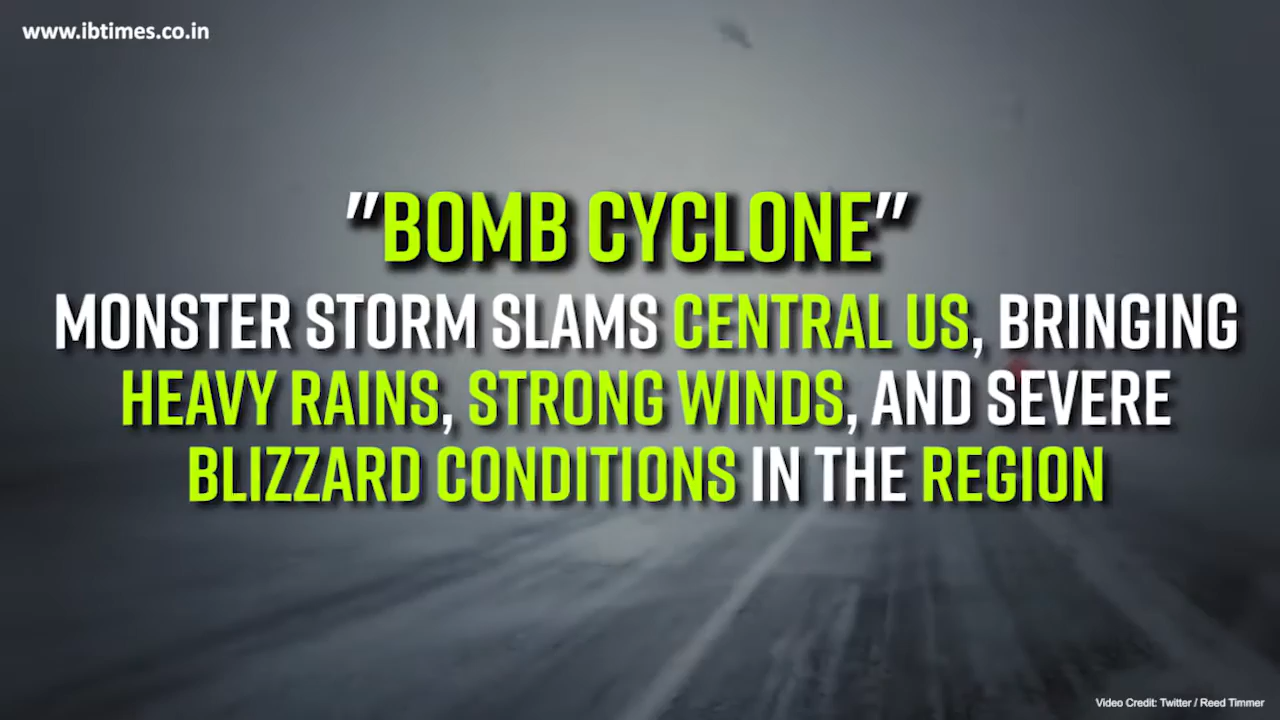 www.ibtimes.co.in
"BOMB CYCLONE"
MONSTER STORM SLAMS CENTRAL US, BRINGING
HEAVY RAINS, STRONG WINDS, AND SEVERE
BLIZZARD CONDITIONS IN THE REGION
Video Credit: Twitter / Reed Timmer